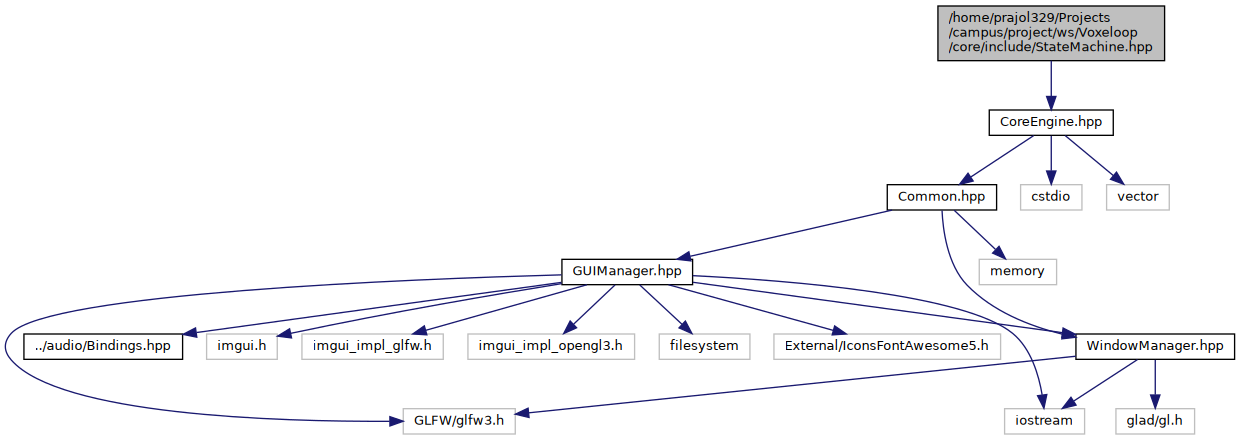 /home/prajol329/Projects
/campus/project/ws/Voxeloop
/core/include/StateMachine.hpp
CoreEngine.hpp
Common.hpp
cstdio
vector
GUIManager.hpp
memory
../audio/Bindings.hpp
imgui.h
imgui_impl_glfw.h
imgui_impl_opengl3.h
filesystem
External/IconsFontAwesome5.h
WindowManager.hpp
GLFW/glfw3.h
iostream
glad/gl.h